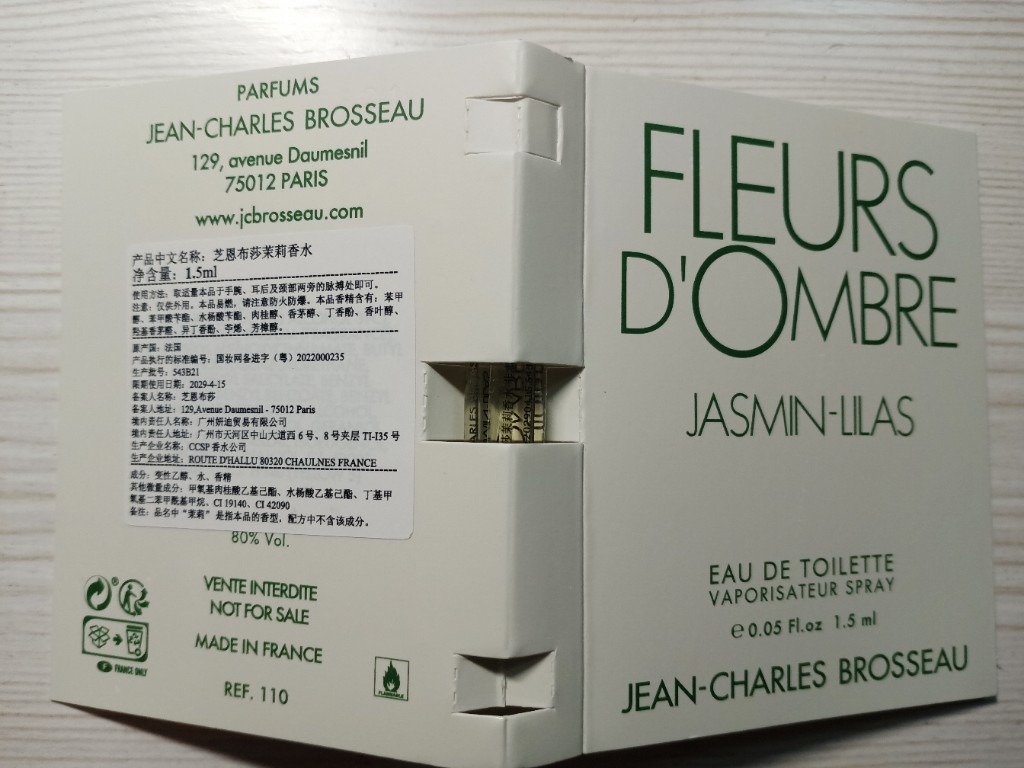 PARFUMS
JEAN-CHARLES BROSSEAU
129, avenue Daumesnil
75012 PARIS
www.jcbrosseau.com
产品中文名称：芝恩布莎茉莉香水
净含量：1.5ml
使用方法：取适量本品于手腕、耳后及颈部两旁的脉搏处即可。
注意：仅供外用。本品易燃，请注意防火防爆。本品香精含有：苯甲
醇、苯甲酸苄酯、水杨酸苄酯、肉桂醇、香茅醇、丁香酚、香叶醇、
羟基香茅醛、异丁香酚、苧烯、芳樟醇。
原产国：法国
产品执行的标准编号：国妆网备进字（粤）2022000235
生产批号：543B21
限期使用日期：2029-4-15
备案人名称：芝恩布莎
备案人地址：129,Avenue Daumesnil - 75012 Paris
境内责任人名称：广州妍迪贸易有限公司
境内责任人地址：广州市天河区中山大道西 6 号、8 号夹层 TI-I35 号
生产企业名称：CCSP 香水公司
生产企业地址：ROUTE D'HALLU 80320 CHAULNES FRANCE
成分：变性乙醇、水、香精
其他微量成分：甲氧基肉桂酸乙基己酯、水杨酸乙基己酯、丁基甲
氧基二苯甲酰基甲烷、CI 19140、CI 42090
备注：品名中“茉莉”是指本品的香型，配方中不含该成分。
80% Vol.
VENTE INTERDITE
NOT FOR SALE
MADE IN FRANCE
REF. 110
FRANCE ONLY
FLAMMABLE
FLEURS
D'OMBRE
JASMIN-LILAS
EAU DE TOILETTE
VAPORISATEUR SPRAY
e 0.05 Fl.oz 1.5 ml
JEAN-CHARLES BROSSEAU